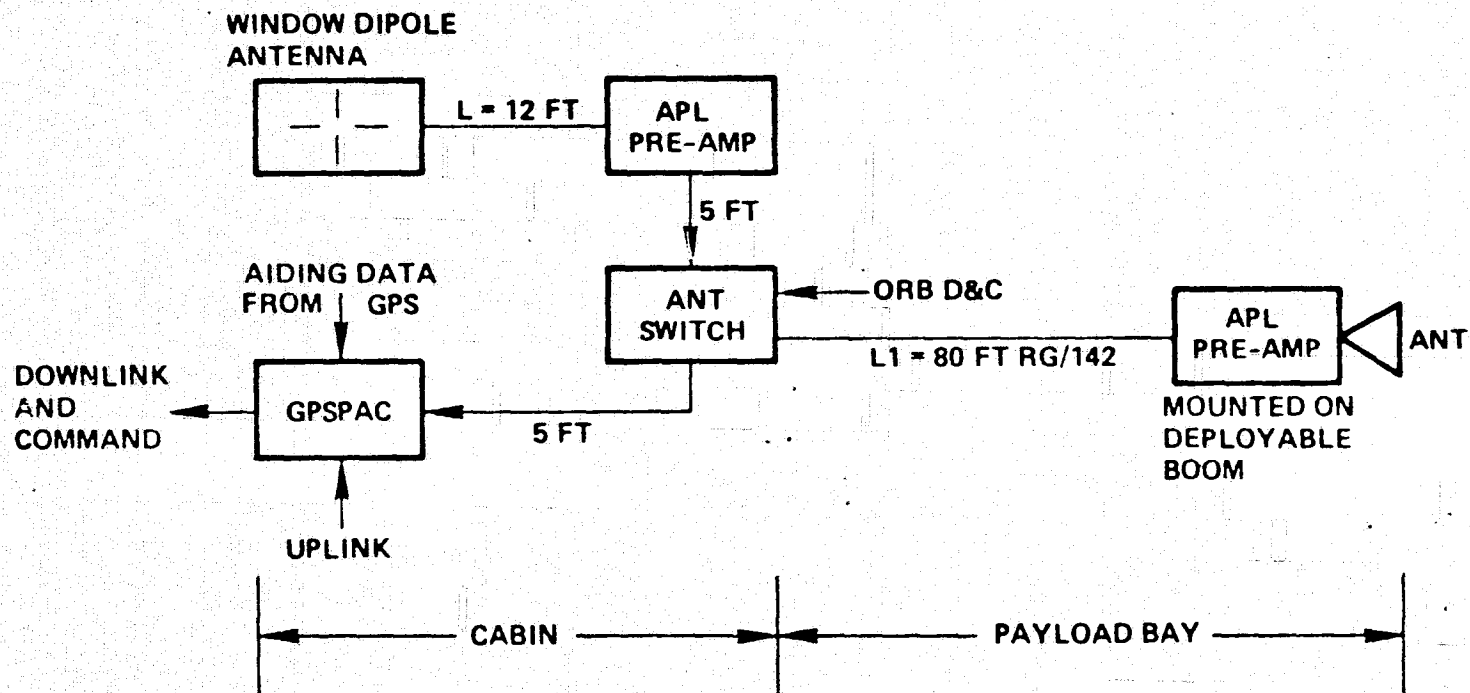 WINDOW DIPOLE
ANTENNA
L = 12 FT
APL
PRE-AMP
5 FT
AIDING DATA
FROM GPS
ANT
SWITCH
ORB D&C
L1 = 80 FT RG/142
APL
PRE-AMP
ANT
MOUNTED ON
DEPLOYABLE
BOOM
DOWNLINK
AND
COMMAND
GPSPAC
5 FT
UPLINK
CABIN
PAYLOAD BAY